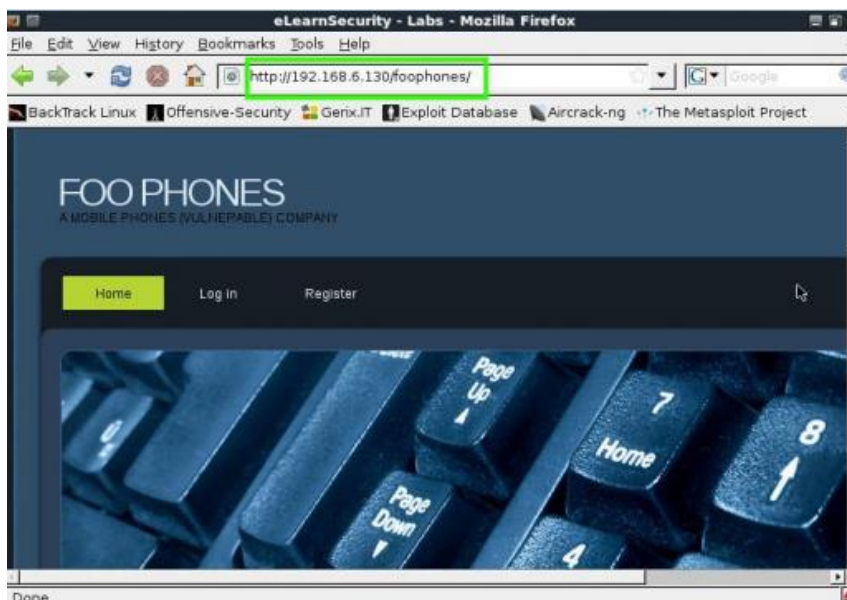 eLearnSecurity - Labs - Mozilla Firefox
File Edit View History Bookmarks Tools Help
http://192.168.6.130/foophones/
G Google
BackTrack Linux Offensive-Security Gerix.IT Exploit Database Aircrack-ng The Metasploit Project
FOO PHONES
A MOBILE PHONES (VULNERABLE) COMPANY
Home Log in Register
Page Up
7 Home
8
6
Page Down
4
Done